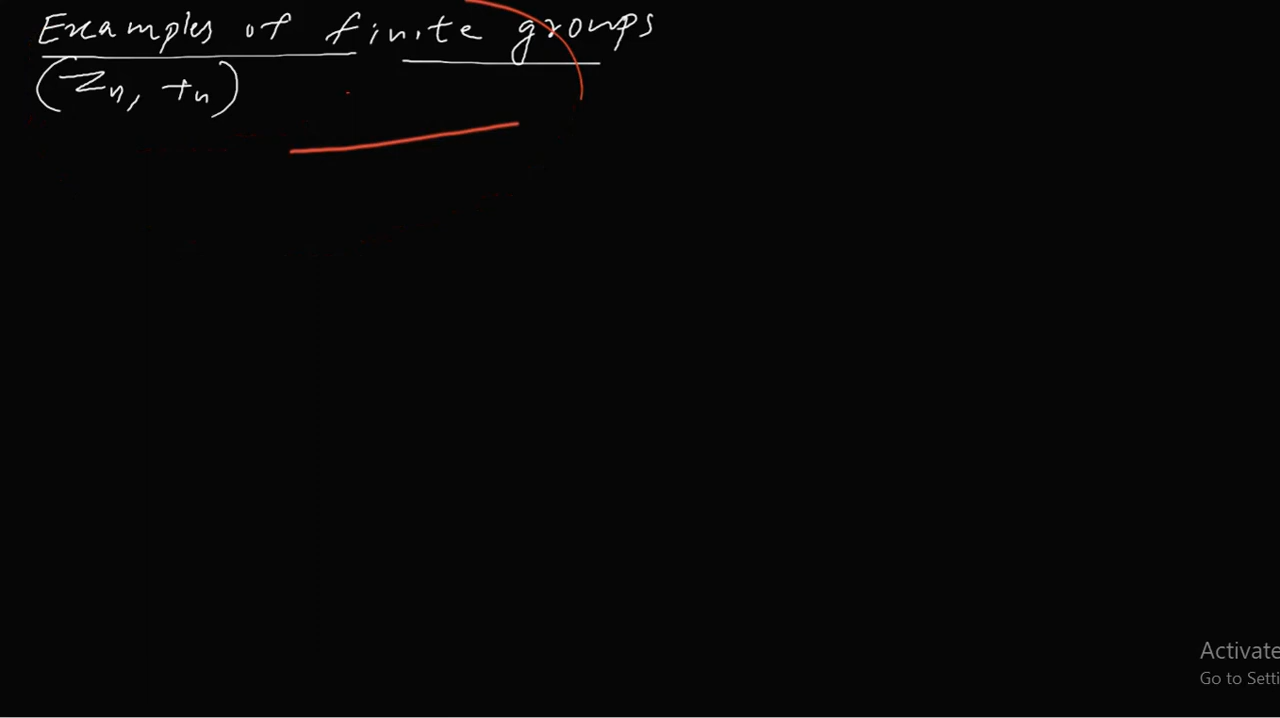 Examples of finite groups
(Zn, +n)
Activate
Go to Setti